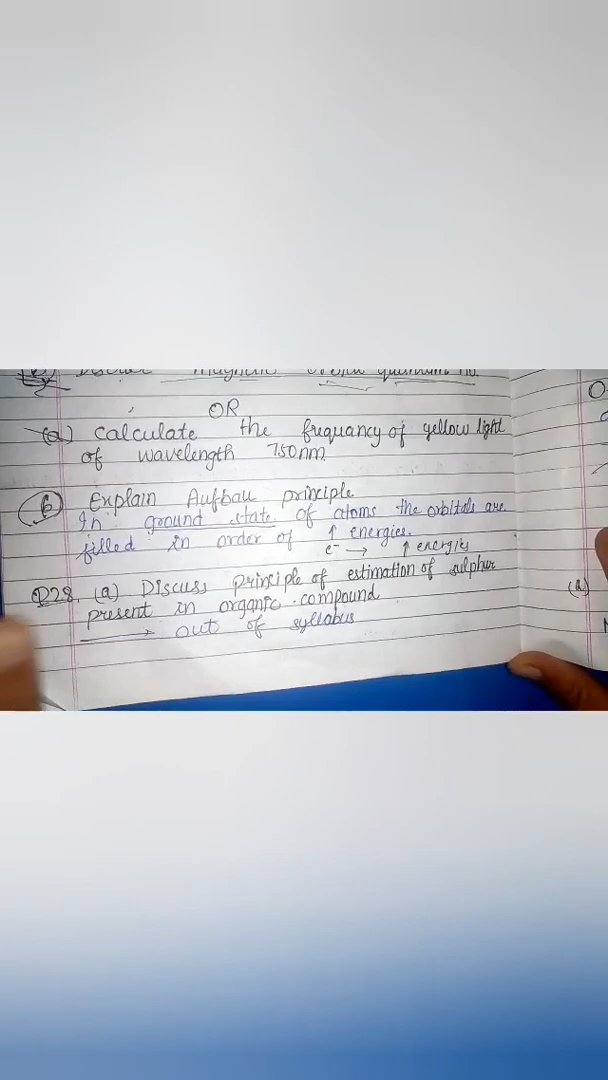 OR
(a) Calculate the frequancy of yellow light
of wavelength 750nm.
(b) Explain Aufbau principle
In ground state of atoms the orbitals are
filled in order of ↑ energies.
e⁻ → ↑ energies
Q28. (a) Discuss principle of estimation of sulphur
present in organic compound
→ out of syllabus